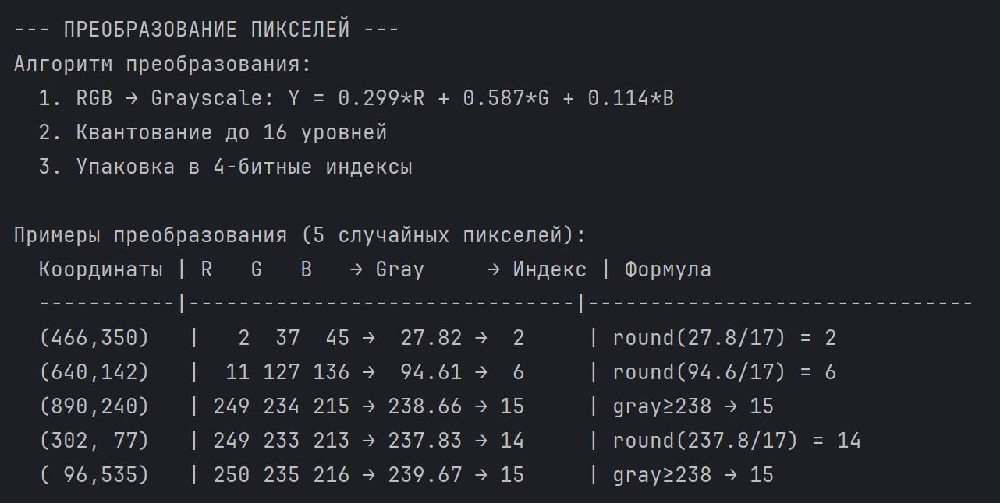 --- ПРЕОБРАЗОВАНИЕ ПИКСЕЛЕЙ ---
Алгоритм преобразования:
  1. RGB → Grayscale: Y = 0.299*R + 0.587*G + 0.114*B
  2. Квантование до 16 уровней
  3. Упаковка в 4-битные индексы

Примеры преобразования (5 случайных пикселей):
  Координаты | R   G   B   → Gray     → Индекс | Формула
  -----------|-------------------------------|-------------------------------
  (466,350)   |   2  37  45 →  27.82 →  2     | round(27.8/17) = 2
  (640,142)   |  11 127 136 →  94.61 →  6     | round(94.6/17) = 6
  (890,240)   | 249 234 215 → 238.66 → 15     | gray≥238 → 15
  (302, 77)   | 249 233 213 → 237.83 → 14     | round(237.8/17) = 14
  ( 96,535)   | 250 235 216 → 239.67 → 15     | gray≥238 → 15